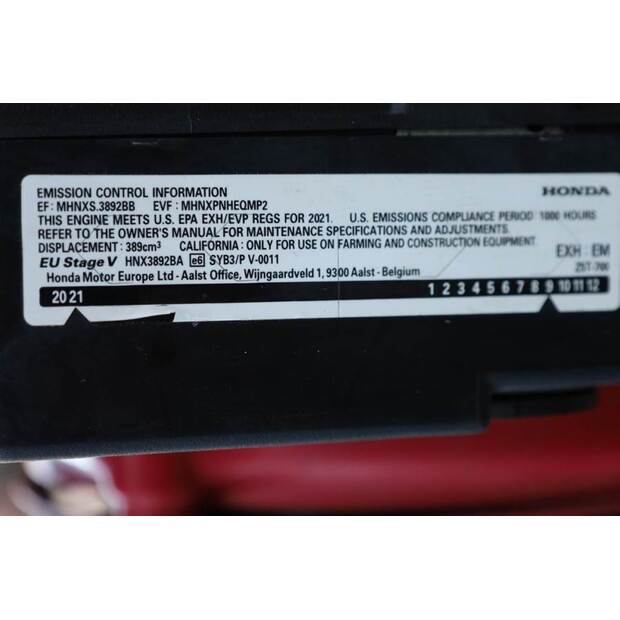 EMISSION CONTROL INFORMATION HONDA
EF: MHNXS.3892BB EVF: MHNXPNHEQMP2
THIS ENGINE MEETS U.S. EPA EXH/EVP REGS FOR 2021. U.S. EMISSIONS COMPLIANCE PERIOD: 1000 HOURS
REFER TO THE OWNER'S MANUAL FOR MAINTENANCE SPECIFICATIONS AND ADJUSTMENTS.
DISPLACEMENT: 389cm³ CALIFORNIA: ONLY FOR USE ON FARMING AND CONSTRUCTION EQUIPMENT
EU Stage V HNX3892BA e6 SYB3/P V-0011 EXH: EM
Honda Motor Europe Ltd - Aalst Office, Wijngaardveld 1, 9300 Aalst - Belgium Z5T-700
2021 1 2 3 4 5 6 7 8 9 10 11 12